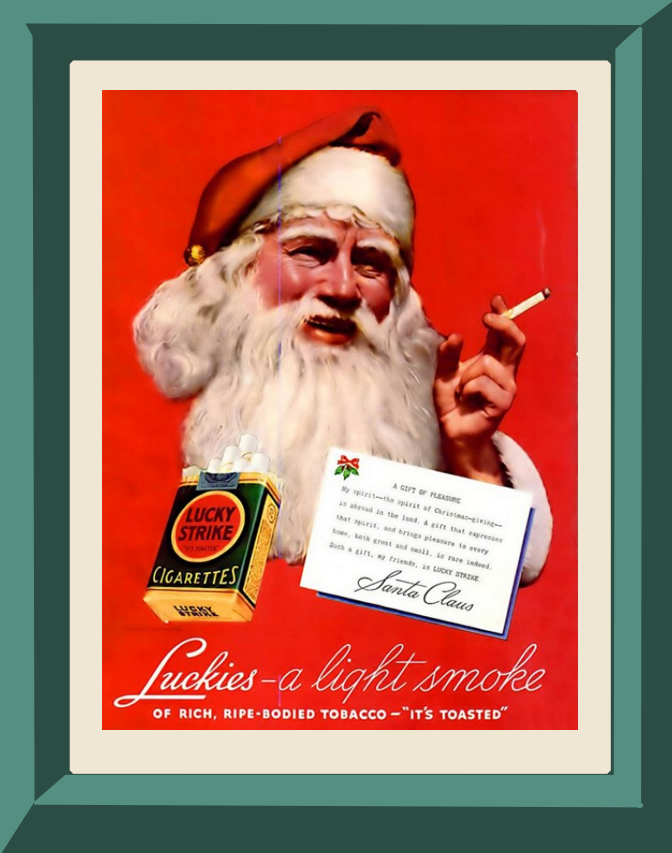 LUCKY
STRIKE
"IT'S TOASTED"
CIGARETTES
LUCKY
STRIKE
A GIFT OF PLEASURE
My spirit--the spirit of Christmas-giving--
is abroad in the land. A gift that expresses
that spirit, and brings pleasure to every
home, both great and small, is rare indeed.
Such a gift, my friends, is LUCKY STRIKE
Santa Claus
Luckies - a light smoke
OF RICH, RIPE-BODIED TOBACCO - "IT'S TOASTED"